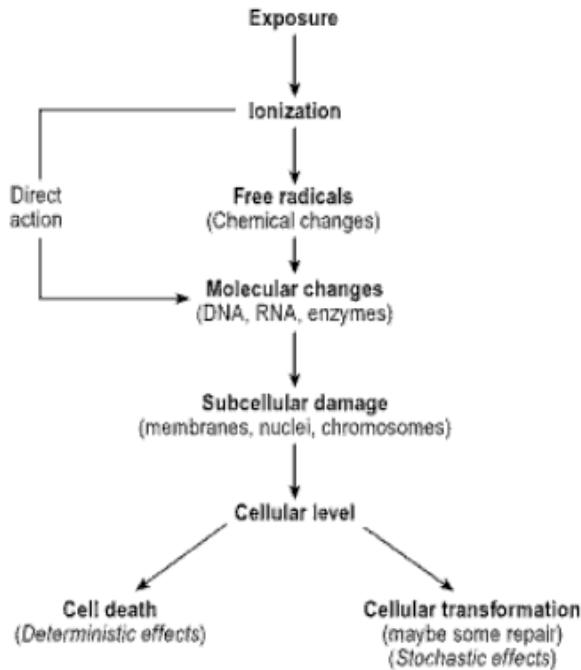 Exposure
Ionization
Direct
action
Free radicals
(Chemical changes)
Molecular changes
(DNA, RNA, enzymes)
Subcellular damage
(membranes, nuclei, chromosomes)
Cellular level
Cell death
(Deterministic effects)
Cellular transformation
(maybe some repair)
(Stochastic effects)